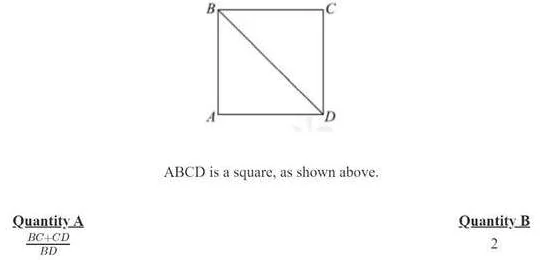 B C
A D
ABCD is a square, as shown above.
Quantity A Quantity B
BC+CD
BD
2